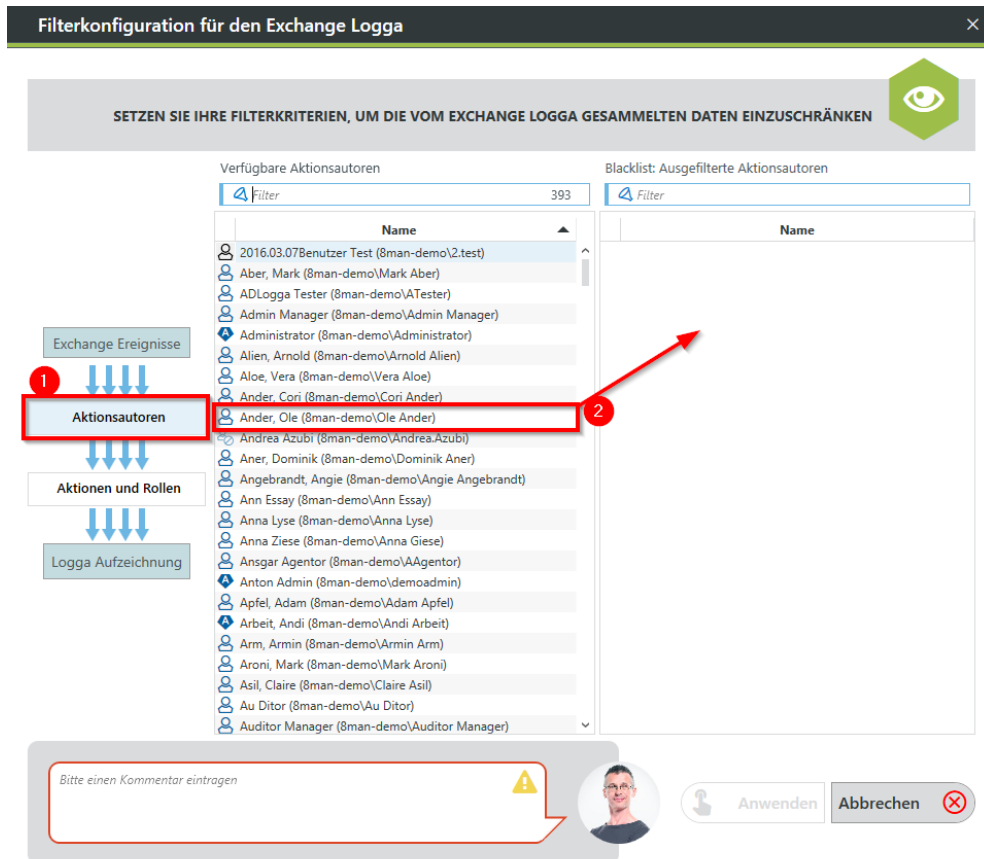 Filterkonfiguration für den Exchange Logga
SETZEN SIE IHRE FILTERKRITERIEN, UM DIE VOM EXCHANGE LOGGA GESAMMELTEN DATEN EINZUSCHRÄNKEN
Verfügbare Aktionsautoren
Filter 393
Name
2016.03.07Benutzer Test (8man-demo\2.test)
Aber, Mark (8man-demo\Mark Aber)
ADLogga Tester (8man-demo\ATester)
Admin Manager (8man-demo\Admin Manager)
Administrator (8man-demo\Administrator)
Alien, Arnold (8man-demo\Arnold Alien)
Aloe, Vera (8man-demo\Vera Aloe)
Ander, Cori (8man-demo\Cori Ander)
Ander, Ole (8man-demo\Ole Ander)
Andrea Azubi (8man-demo\Andrea.Azubi)
Aner, Dominik (8man-demo\Dominik Aner)
Angebrandt, Angie (8man-demo\Angie Angebrandt)
Ann Essay (8man-demo\Ann Essay)
Anna Lyse (8man-demo\Anna Lyse)
Anna Ziese (8man-demo\Anna Giese)
Ansgar Agentor (8man-demo\AAgentor)
Anton Admin (8man-demo\demoadmin)
Apfel, Adam (8man-demo\Adam Apfel)
Arbeit, Andi (8man-demo\Andi Arbeit)
Arm, Armin (8man-demo\Armin Arm)
Aroni, Mark (8man-demo\Mark Aroni)
Asil, Claire (8man-demo\Claire Asil)
Au Ditor (8man-demo\Au Ditor)
Auditor Manager (8man-demo\Auditor Manager)
Blacklist: Ausgefilterte Aktionsautoren
Filter
Name
Exchange Ereignisse
1
Aktionsautoren
2
Aktionen und Rollen
Logga Aufzeichnung
Bitte einen Kommentar eintragen
Anwenden
Abbrechen